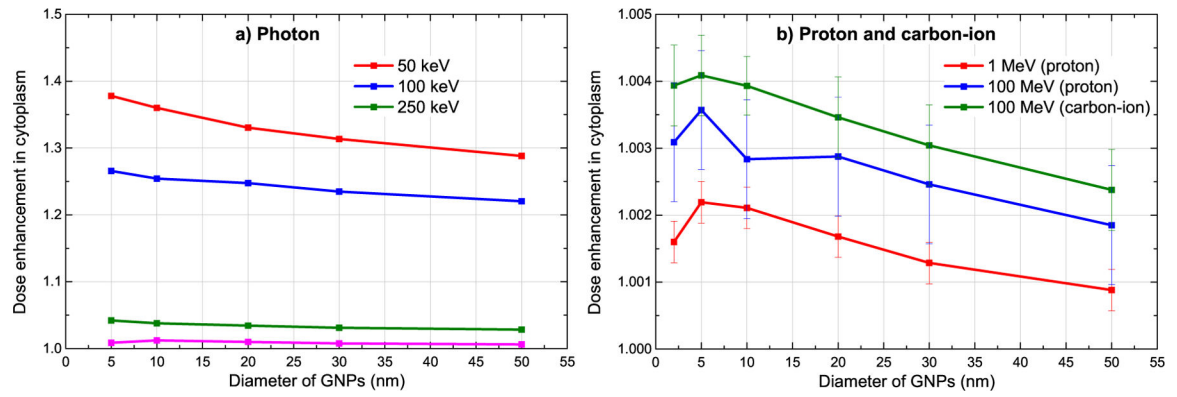 a) Photon
50 keV
100 keV
250 keV
1.5
1.4
1.3
1.2
1.1
1.0
Dose enhancement in cytoplasm
0 5 10 15 20 25 30 35 40 45 50 55
Diameter of GNPs (nm)
b) Proton and carbon-ion
1 MeV (proton)
100 MeV (proton)
100 MeV (carbon-ion)
1.005
1.004
1.003
1.002
1.001
1.000
Dose enhancement in cytoplasm
0 5 10 15 20 25 30 35 40 45 50 55
Diameter of GNPs (nm)